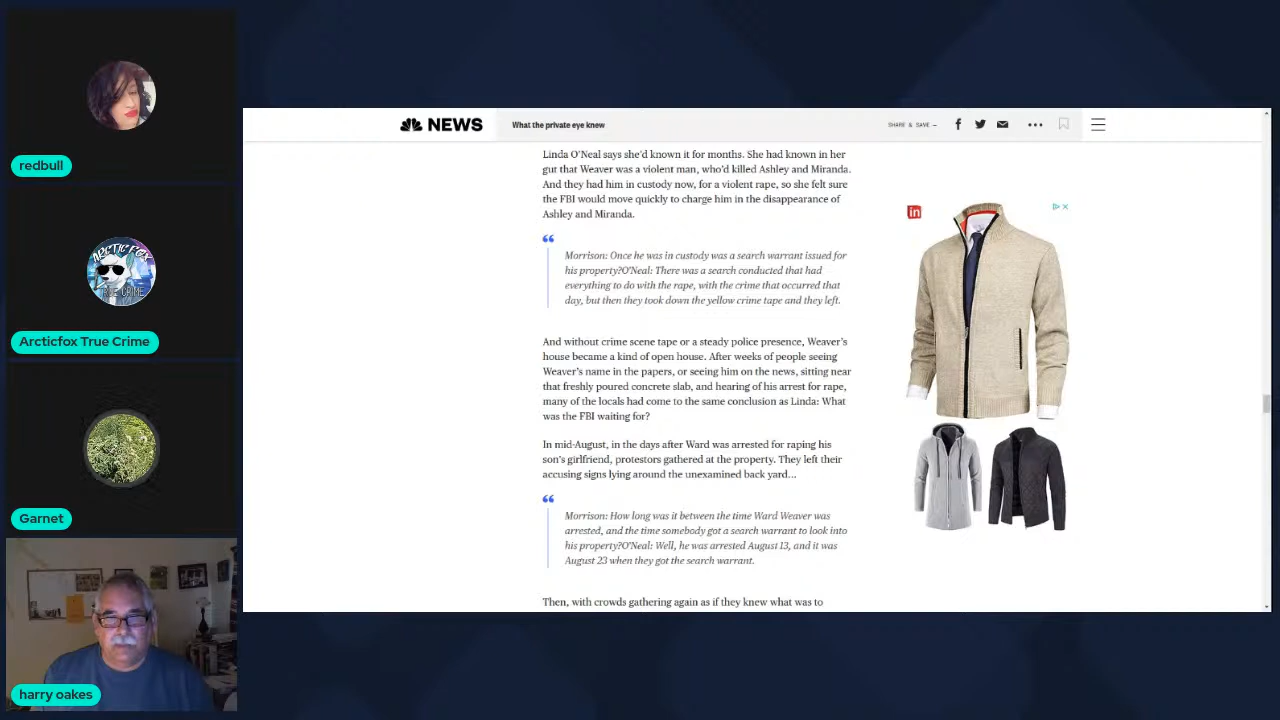 redbull
ARCTIC FOX
TRUE CRIME
Arcticfox True Crime
Garnet
harry oakes
NEWS
What the private eye knew
SHARE & SAVE —
Linda O'Neal says she'd known it for months. She had known in her
gut that Weaver was a violent man, who'd killed Ashley and Miranda.
And they had him in custody now, for a violent rape, so she felt sure
the FBI would move quickly to charge him in the disappearance of
Ashley and Miranda.
Morrison: Once he was in custody was a search warrant issued for
his property?O'Neal: There was a search conducted that had
everything to do with the rape, with the crime that occurred that
day, but then they took down the yellow crime tape and they left.
And without crime scene tape or a steady police presence, Weaver's
house became a kind of open house. After weeks of people seeing
Weaver's name in the papers, or seeing him on the news, sitting near
that freshly poured concrete slab, and hearing of his arrest for rape,
many of the locals had come to the same conclusion as Linda: What
was the FBI waiting for?
In mid-August, in the days after Ward was arrested for raping his
son's girlfriend, protestors gathered at the property. They left their
accusing signs lying around the unexamined back yard...
Morrison: How long was it between the time Ward Weaver was
arrested, and the time somebody got a search warrant to look into
his property?O'Neal: Well, he was arrested August 13, and it was
August 23 when they got the search warrant.
Then, with crowds gathering again as if they knew what was to
in